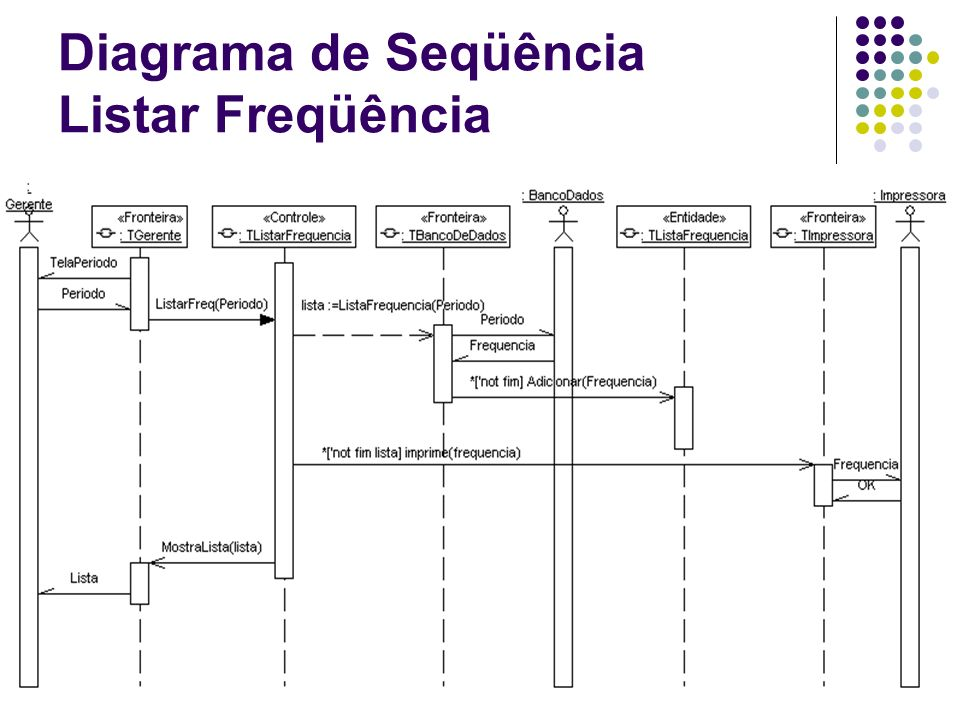 Diagrama de Seqüência
Listar Freqüência
:
Gerente
«Fronteira»
: TGerente
«Controle»
: TListarFrequencia
«Fronteira»
: TBancoDeDados
: BancoDados
«Entidade»
: TListaFrequencia
«Fronteira»
: TImpressora
: Impressora
TelaPeriodo
Periodo
ListarFreq(Periodo)
lista :=ListaFrequencia(Periodo)
Periodo
Frequencia
*['not fim] Adicionar(Frequencia)
*['not fim lista] imprime(frequencia)
Frequencia
OK
MostraLista(lista)
Lista